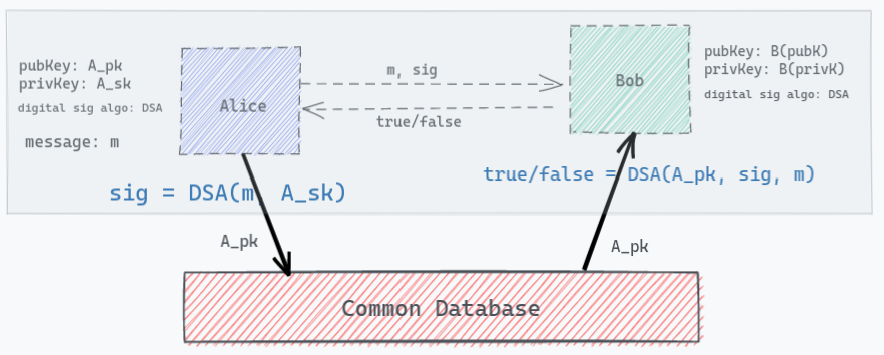 pubKey: A_pk
privKey: A_sk
digital sig algo: DSA
message: m
Alice
m, sig
true/false
Bob
pubKey: B(pubK)
privKey: B(privK)
digital sig algo: DSA
sig = DSA(m, A_sk)
true/false = DSA(A_pk, sig, m)
A_pk
A_pk
Common Database